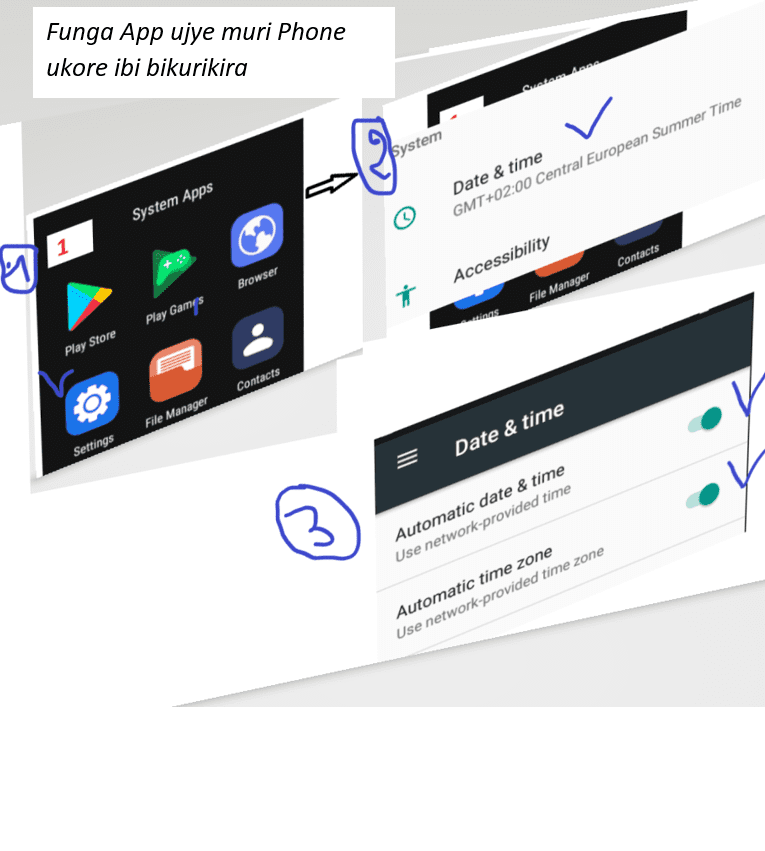 Funga App ujye muri Phone
ukore ibi bikurikira
1
1
System Apps
Play Store
Play Games
Browser
Settings
File Manager
Contacts
2
System Apps
System
Date & time
GMT+02:00 Central European Summer Time
Accessibility
Settings
File Manager
Contacts
3
Date & time
Automatic date & time
Use network-provided time
Automatic time zone
Use network-provided time zone